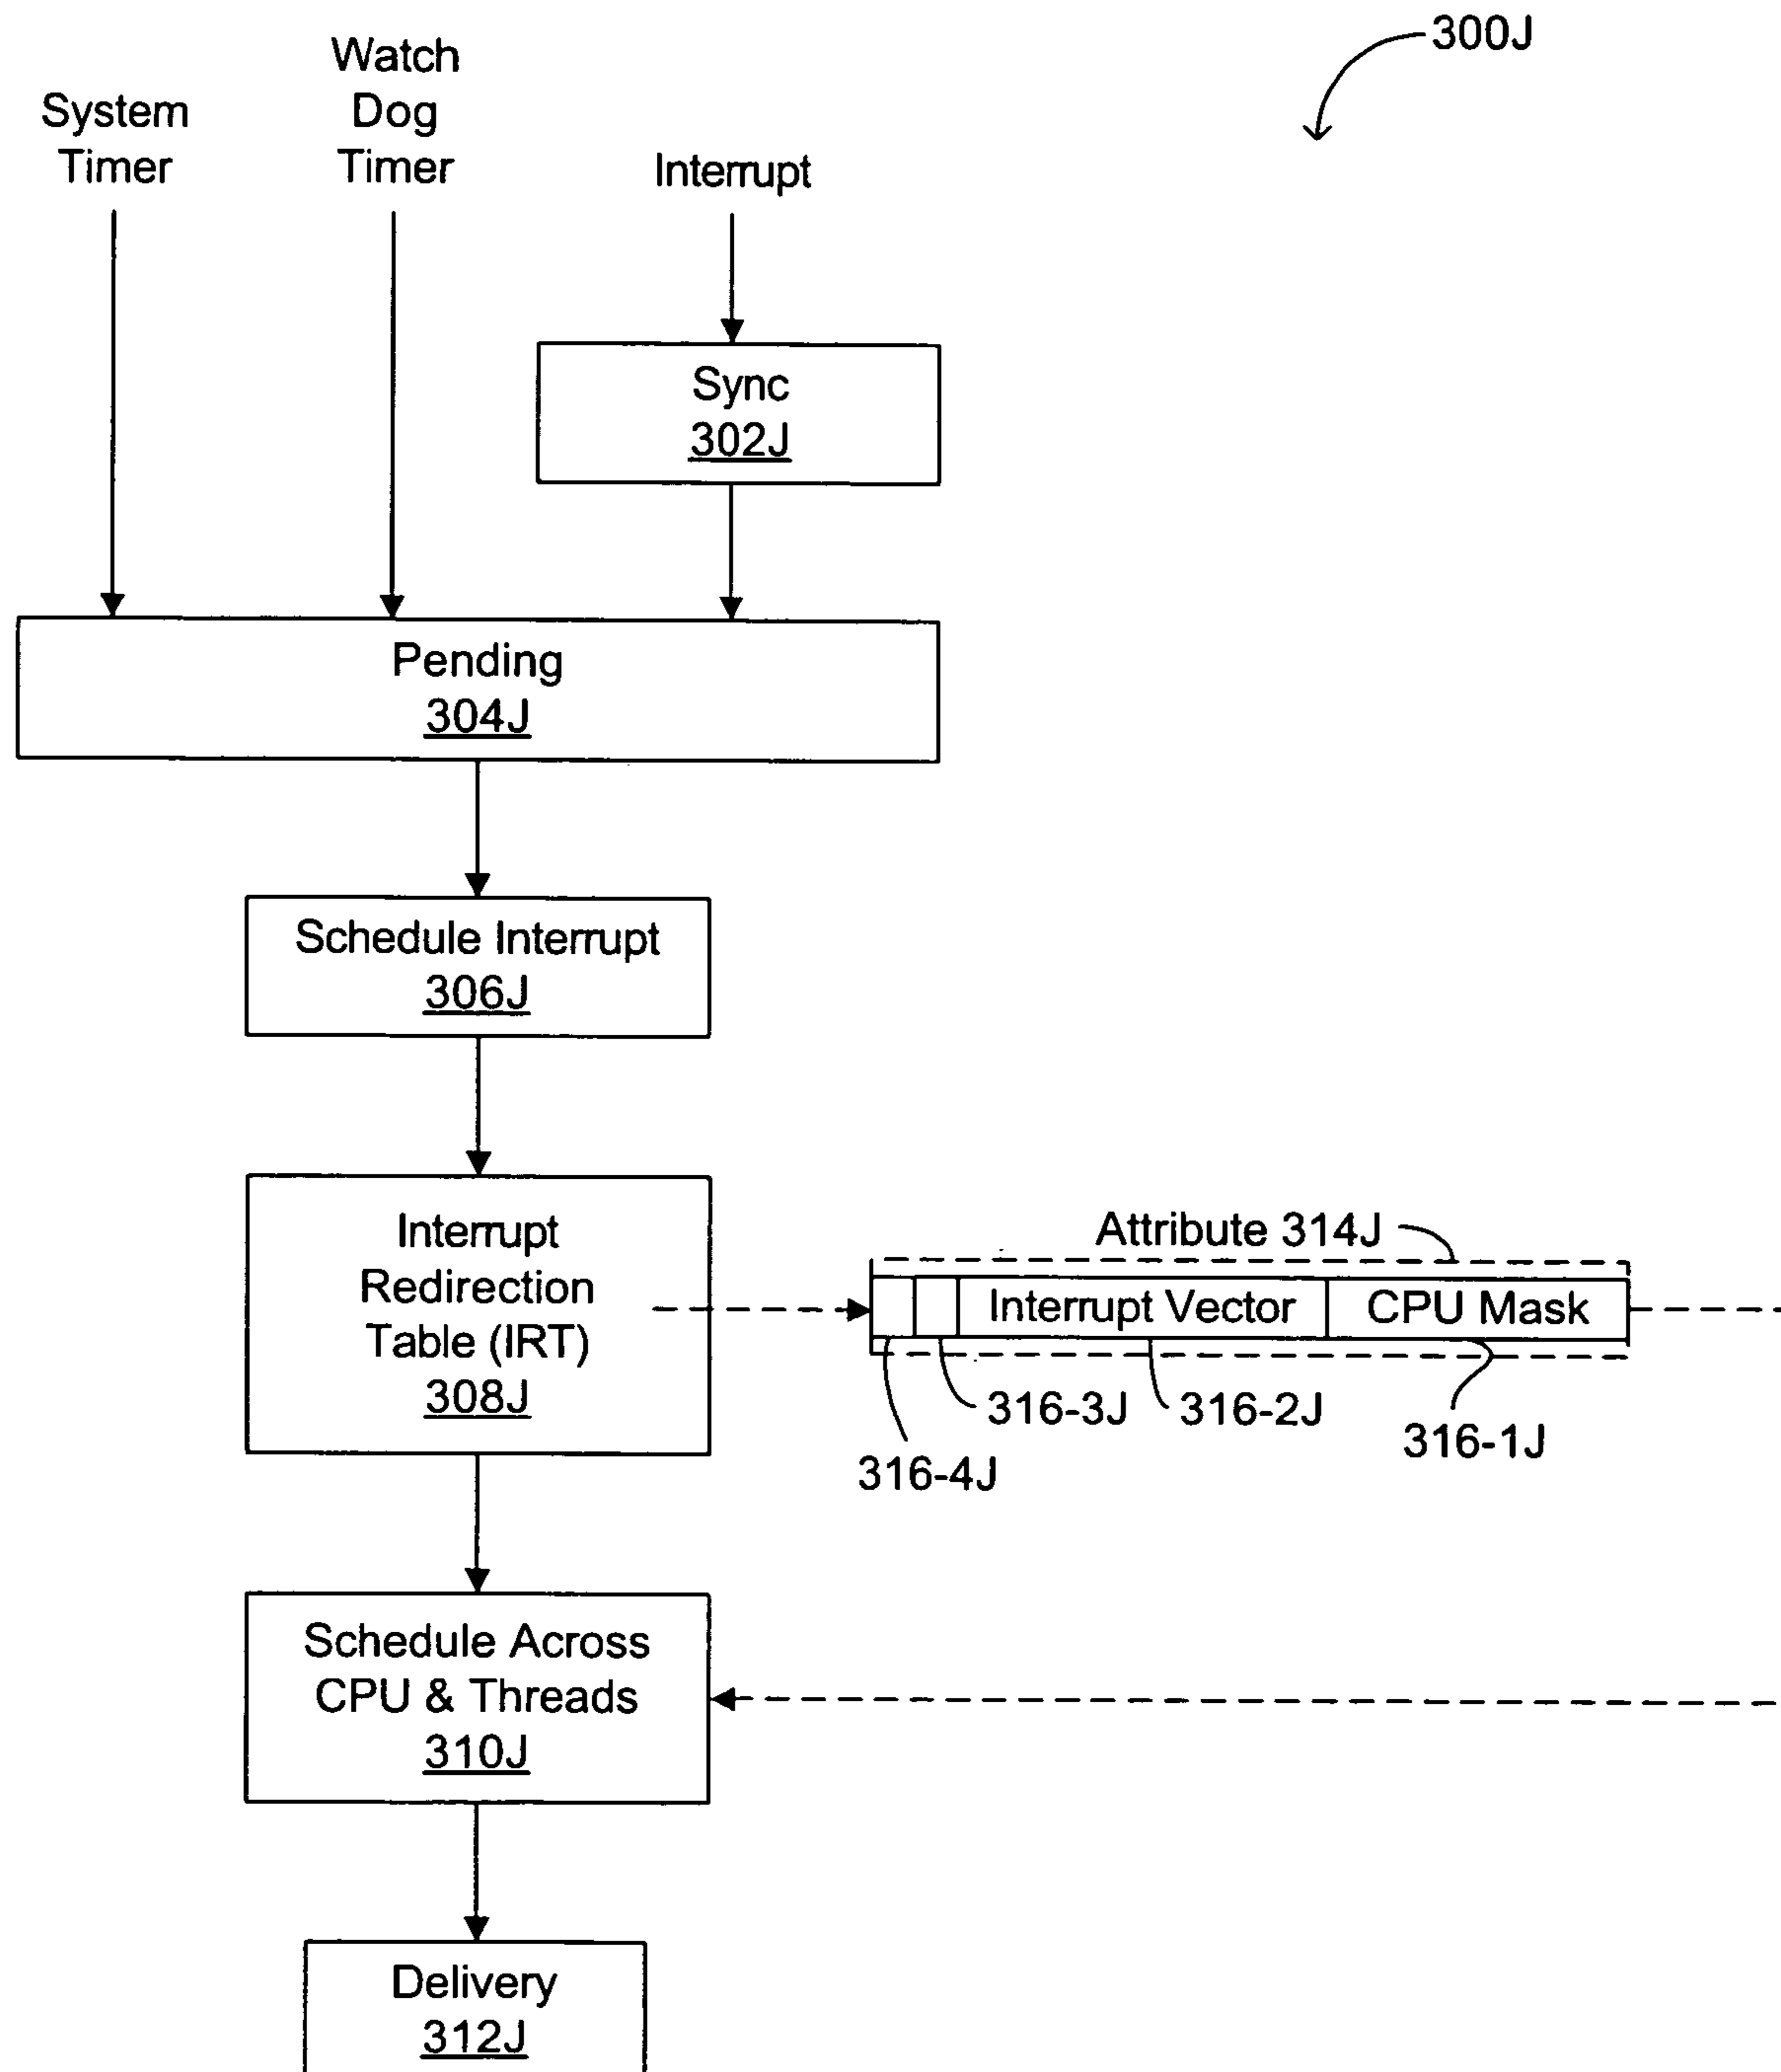 300J
System
Timer
Watch
Dog
Timer
Interrupt
Sync
302J
Pending
304J
Schedule Interrupt
306J
Interrupt
Redirection
Table (IRT)
308J
Attribute 314J
Interrupt Vector
CPU Mask
316-3J
316-2J
316-1J
316-4J
Schedule Across
CPU & Threads
310J
Delivery
312J